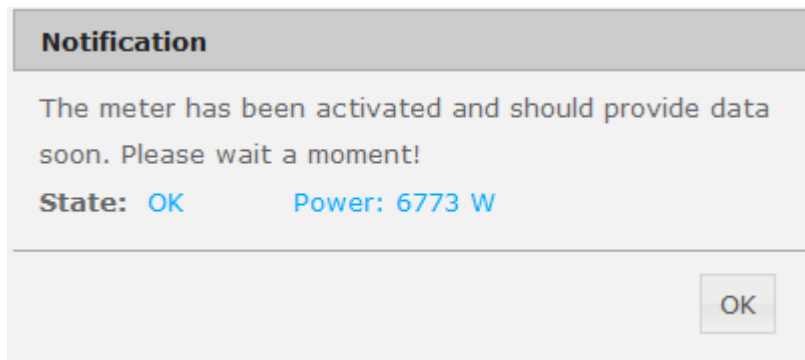 Notification
The meter has been activated and should provide data
soon. Please wait a moment!
State: OK Power: 6773 W
OK